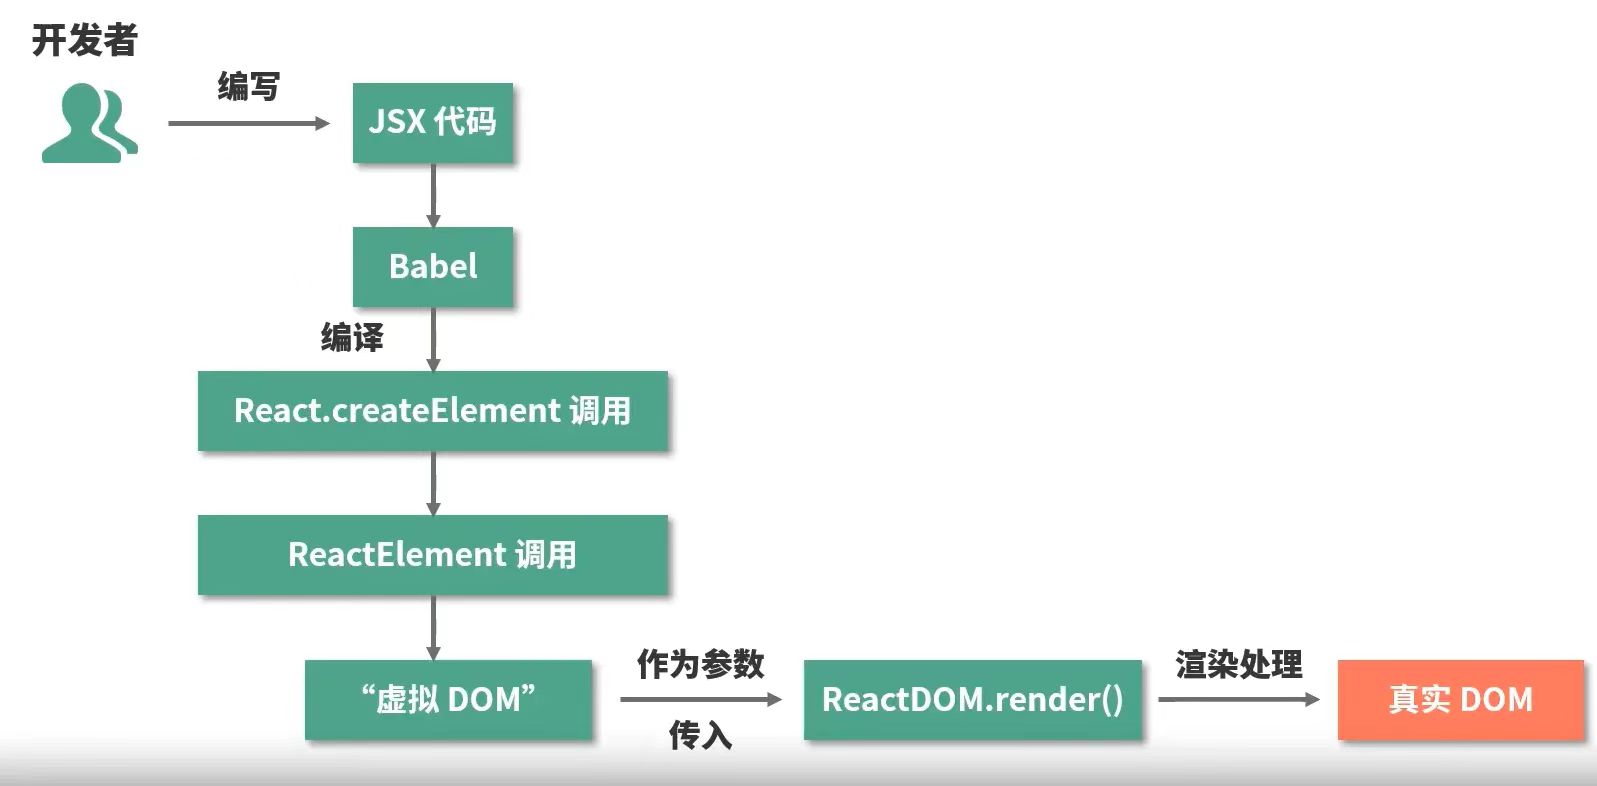 开发者
编写
JSX 代码
Babel
编译
React.createElement 调用
ReactElement 调用
“虚拟 DOM”
作为参数
传入
ReactDOM.render()
渲染处理
真实 DOM